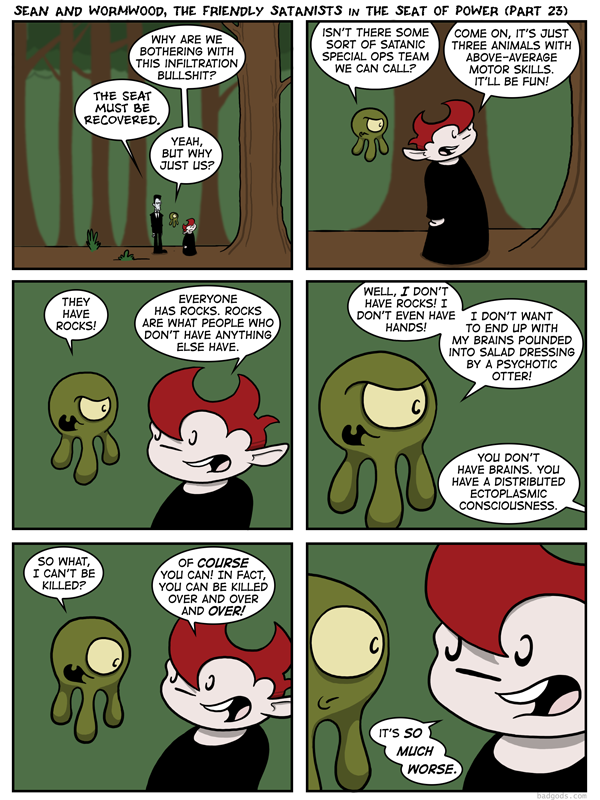 SEAN AND WORMWOOD, THE FRIENDLY SATANISTS IN THE SEAT OF POWER (PART 23)
WHY ARE WE
BOTHERING WITH
THIS INFILTRATION
BULLSHIT?
THE SEAT
MUST BE
RECOVERED.
YEAH,
BUT WHY
JUST US?
ISN'T THERE SOME
SORT OF SATANIC
SPECIAL OPS TEAM
WE CAN CALL?
COME ON, IT'S JUST
THREE ANIMALS WITH
ABOVE-AVERAGE
MOTOR SKILLS.
IT'LL BE FUN!
THEY
HAVE
ROCKS!
EVERYONE
HAS ROCKS. ROCKS
ARE WHAT PEOPLE WHO
DON'T HAVE ANYTHING
ELSE HAVE.
WELL, I DON'T
HAVE ROCKS! I
DON'T EVEN HAVE
HANDS!
I DON'T WANT
TO END UP WITH
MY BRAINS POUNDED
INTO SALAD DRESSING
BY A PSYCHOTIC
OTTER!
YOU DON'T
HAVE BRAINS. YOU
HAVE A DISTRIBUTED
ECTOPLASMIC
CONSCIOUSNESS.
SO WHAT,
I CAN'T BE
KILLED?
OF COURSE
YOU CAN! IN FACT,
YOU CAN BE KILLED
OVER AND OVER
AND OVER!
IT'S SO
MUCH
WORSE.
badgods.com